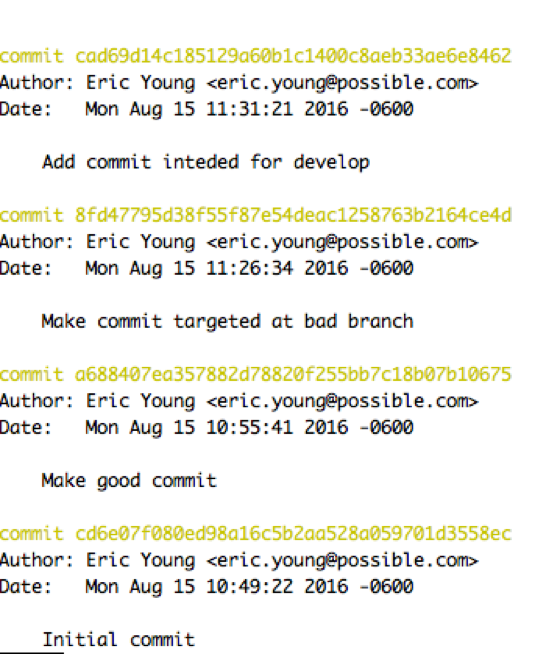 commit cad69d14c185129a60b1c1400c8aeb33ae6e8462
Author: Eric Young <eric.young@possible.com>
Date:   Mon Aug 15 11:31:21 2016 -0600
Add commit inteded for develop
commit 8fd47795d38f55f87e54deac1258763b2164ce4d
Author: Eric Young <eric.young@possible.com>
Date:   Mon Aug 15 11:26:34 2016 -0600
Make commit targeted at bad branch
commit a688407ea357882d78820f255bb7c18b07b10675
Author: Eric Young <eric.young@possible.com>
Date:   Mon Aug 15 10:55:41 2016 -0600
Make good commit
commit cd6e07f080ed98a16c5b2aa528a059701d3558ec
Author: Eric Young <eric.young@possible.com>
Date:   Mon Aug 15 10:49:22 2016 -0600
Initial commit